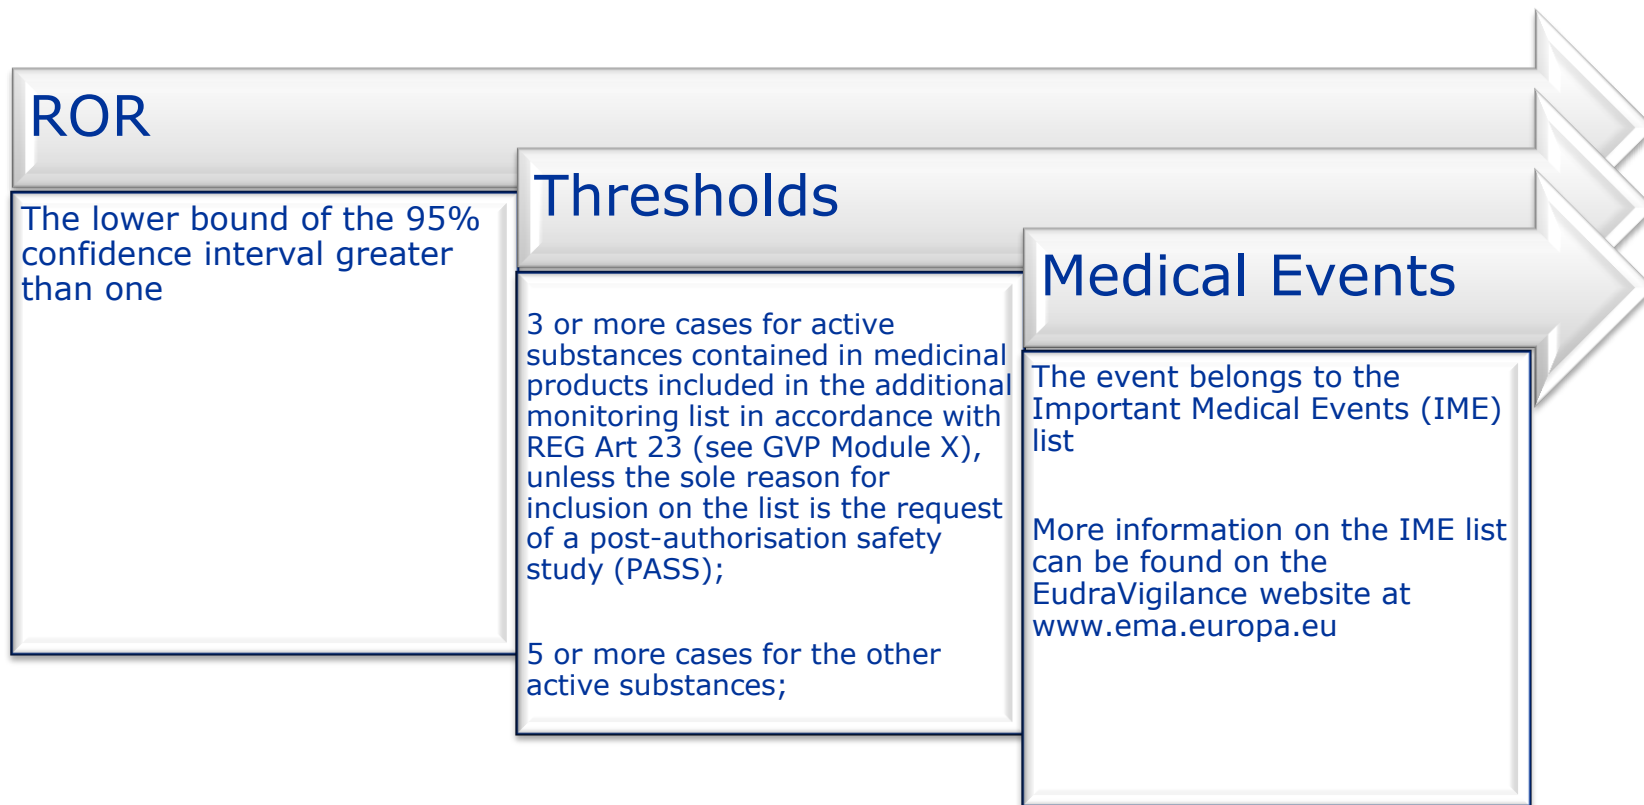 ROR
The lower bound of the 95%
confidence interval greater
than one
Thresholds
3 or more cases for active
substances contained in medicinal
products included in the additional
monitoring list in accordance with
REG Art 23 (see GVP Module X),
unless the sole reason for
inclusion on the list is the request
of a post-authorisation safety
study (PASS);
5 or more cases for the other
active substances;
Medical Events
The event belongs to the
Important Medical Events (IME)
list
More information on the IME list
can be found on the
EudraVigilance website at
www.ema.europa.eu